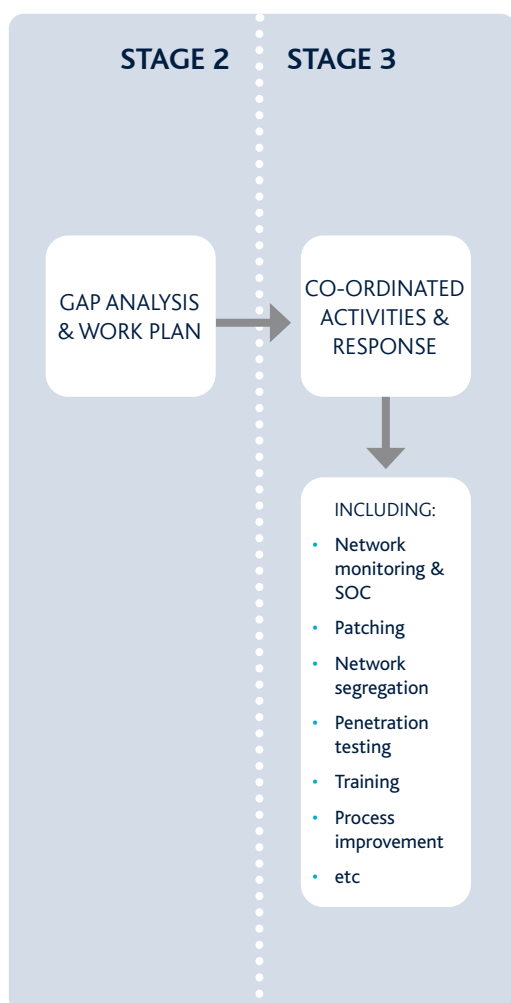 STAGE 2
STAGE 3
GAP ANALYSIS
& WORK PLAN
CO-ORDINATED
ACTIVITIES &
RESPONSE
INCLUDING:
• Network
monitoring &
SOC
• Patching
• Network
segregation
• Penetration
testing
• Training
• Process
improvement
• etc